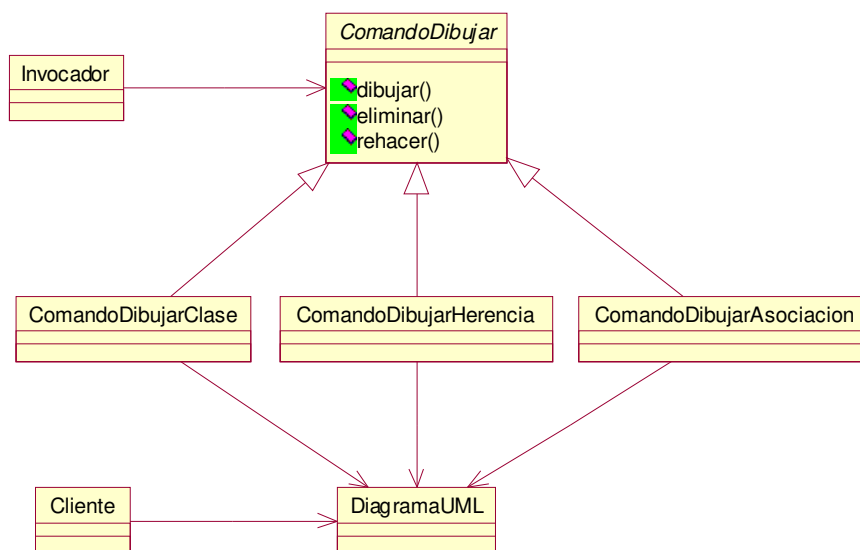 ComandoDibujar
Invocador
dibujar()
eliminar()
rehacer()
ComandoDibujarClase
ComandoDibujarHerencia
ComandoDibujarAsociacion
Cliente
DiagramaUML